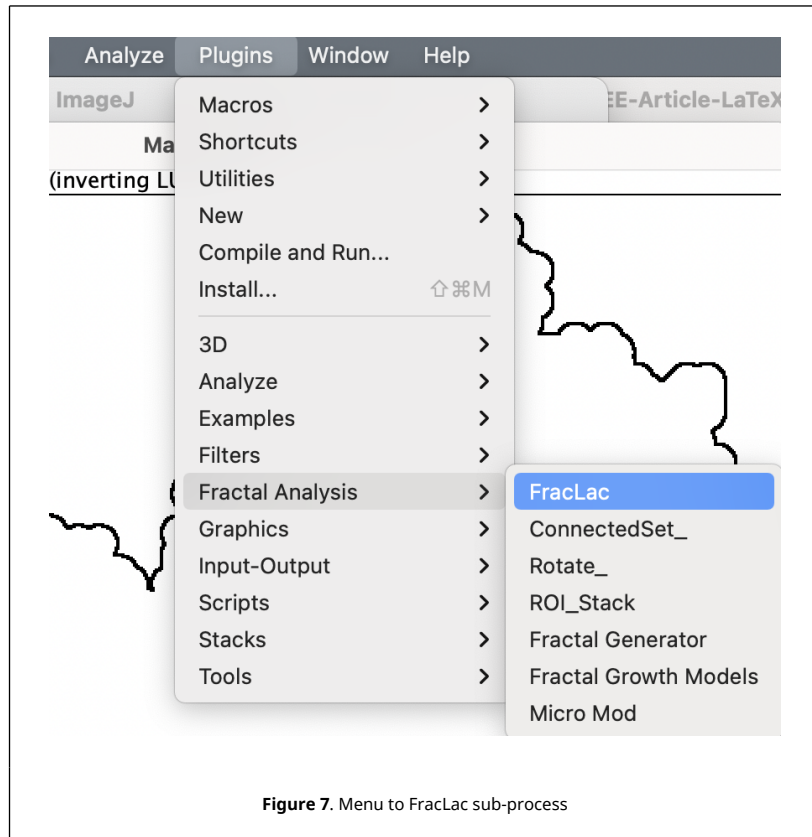 Analyze Plugins Window Help
ImageJ EE-Article-LaTeX
Ma
Macros
Shortcuts
(inverting LU
Utilities
New
Compile and Run...
Install... ⇧⌘M
3D
Analyze
Examples
Filters
Fractal Analysis
FracLac
Graphics
ConnectedSet_
Input-Output
Rotate_
Scripts
ROI_Stack
Stacks
Fractal Generator
Tools
Fractal Growth Models
Micro Mod
Figure 7. Menu to FracLac sub-process